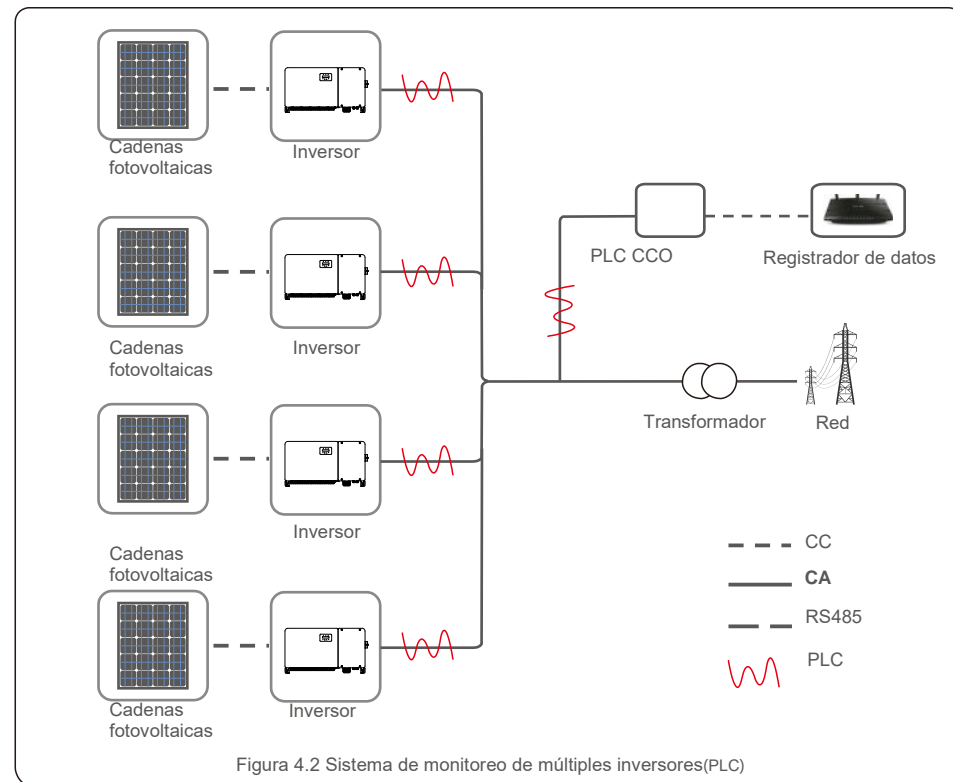 Cadenas
fotovoltaicas
Inversor
PLC CCO
Registrador de datos
Cadenas
fotovoltaicas
Inversor
Transformador
Red
Inversor
Cadenas
fotovoltaicas
CC
CA
RS485
PLC
Cadenas
fotovoltaicas
Inversor
Figura 4.2 Sistema de monitoreo de múltiples inversores(PLC)